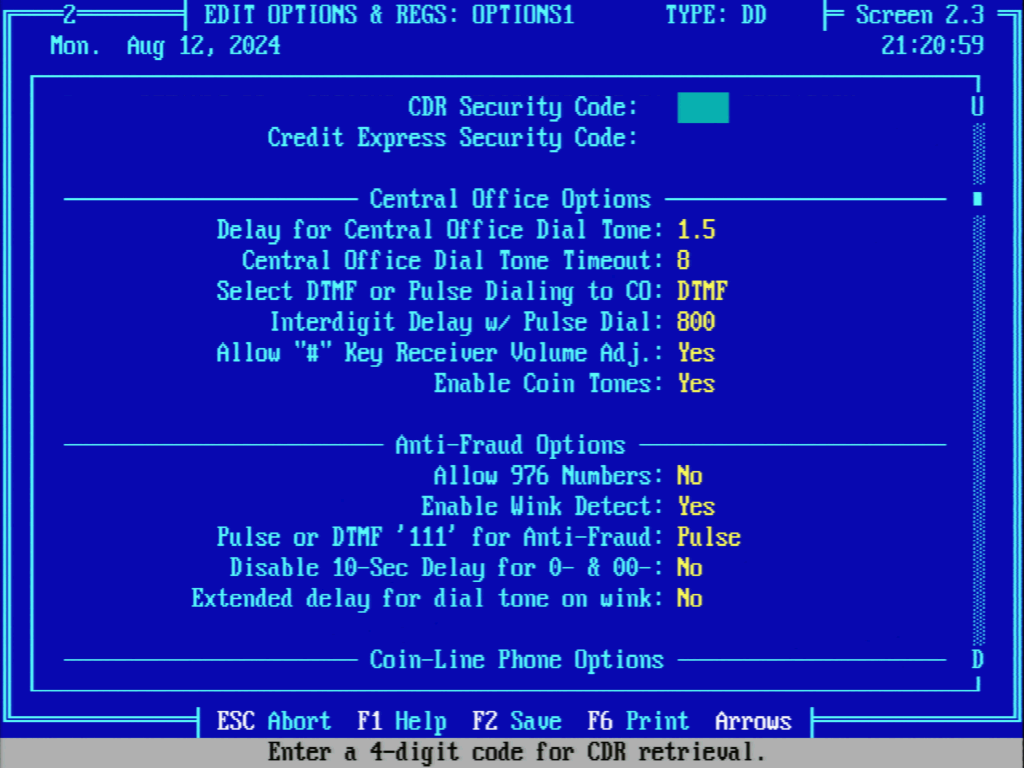 2 EDIT OPTIONS & REGS: OPTIONS1 TYPE: DD Screen 2.3
Mon. Aug 12, 2024 21:20:59
CDR Security Code: U
Credit Express Security Code:
Central Office Options
Delay for Central Office Dial Tone: 1.5
Central Office Dial Tone Timeout: 8
Select DTMF or Pulse Dialing to CO: DTMF
Interdigit Delay w/ Pulse Dial: 800
Allow "#" Key Receiver Volume Adj.: Yes
Enable Coin Tones: Yes
Anti-Fraud Options
Allow 976 Numbers: No
Enable Wink Detect: Yes
Pulse or DTMF '111' for Anti-Fraud: Pulse
Disable 10-Sec Delay for 0- & 00-: No
Extended delay for dial tone on wink: No
Coin-Line Phone Options D
ESC Abort F1 Help F2 Save F6 Print Arrows
Enter a 4-digit code for CDR retrieval.